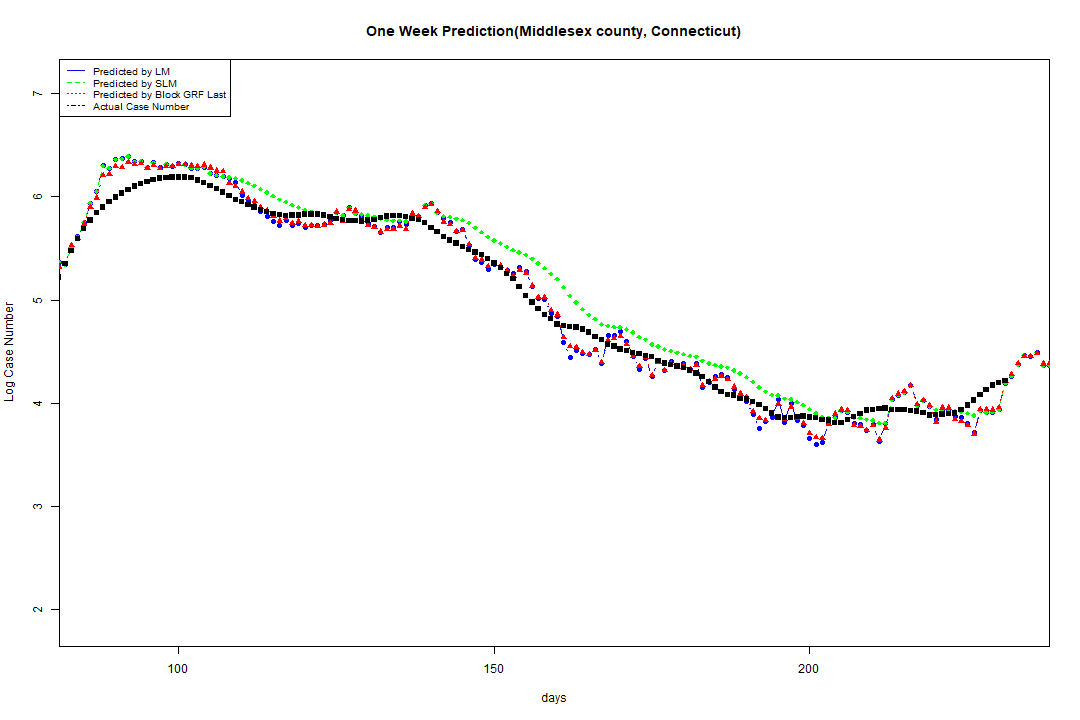 One Week Prediction(Middlesex county, Connecticut)
Predicted by LM
Predicted by SLM
Predicted by Block GRF Last
Actual Case Number
7
6
5
4
3
2
Log Case Number
100
150
200
days